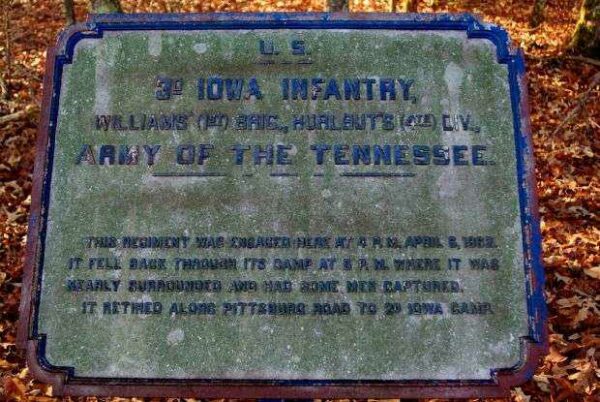 U.S.
3D IOWA INFANTRY,
WILLIAMS' (1ST) BRIG., HURLBUT'S (4TH) DIV.,
ARMY OF THE TENNESSEE.
THIS REGIMENT WAS ENGAGED HERE AT 4 P.M. APRIL 6, 1862.
IT FELL BACK THROUGH ITS CAMP AT 5 P.M. WHERE IT WAS
NEARLY SURROUNDED AND HAD SOME MEN CAPTURED.
IT RETIRED ALONG PITTSBURG ROAD TO 2D IOWA CAMP.